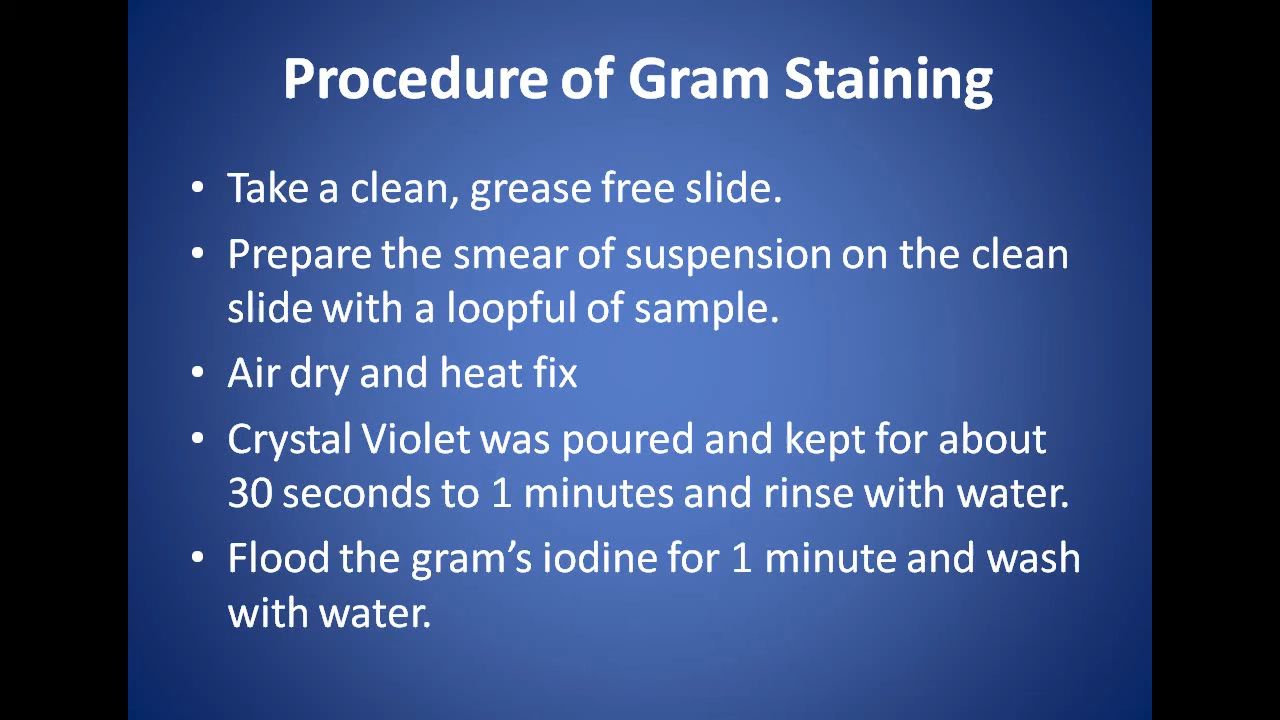 Procedure of Gram Staining
• Take a clean, grease free slide.
• Prepare the smear of suspension on the clean
slide with a loopful of sample.
• Air dry and heat fix
• Crystal Violet was poured and kept for about
30 seconds to 1 minutes and rinse with water.
• Flood the gram’s iodine for 1 minute and wash
with water.